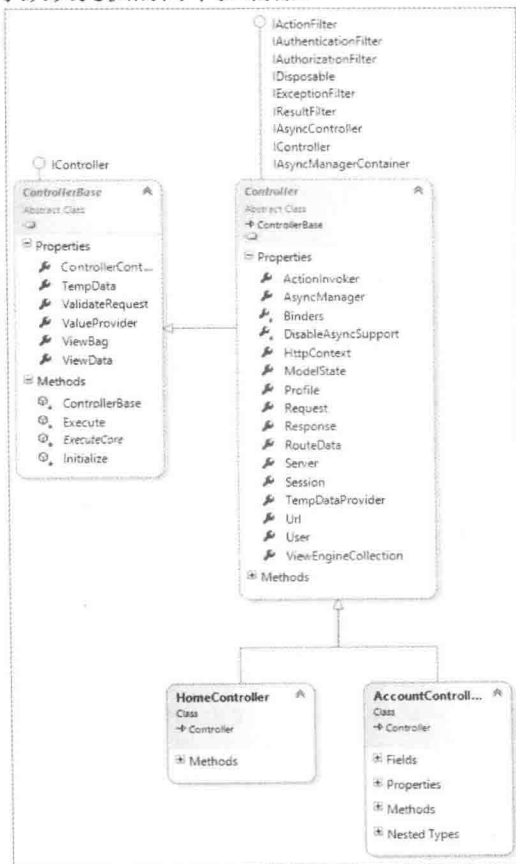 IActionFilter
IAuthenticationFilter
IAuthorizationFilter
IDisposable
IExceptionFilter
IResultFilter
IAsyncController
IController
IAsyncManagerContainer
IController
ControllerBase
Abstract Class
Properties
ControllerCont...
TempData
ValidateRequest
ValueProvider
ViewBag
ViewData
Methods
ControllerBase
Execute
ExecuteCore
Initialize
Controller
Abstract Class
ControllerBase
Properties
ActionInvoker
AsyncManager
Binders
DisableAsyncSupport
HttpContext
ModelState
Profile
Request
Response
RouteData
Server
Session
TempDataProvider
Url
User
ViewEngineCollection
Methods
HomeController
Class
Controller
Methods
AccountControll...
Class
Controller
Fields
Properties
Methods
Nested Types